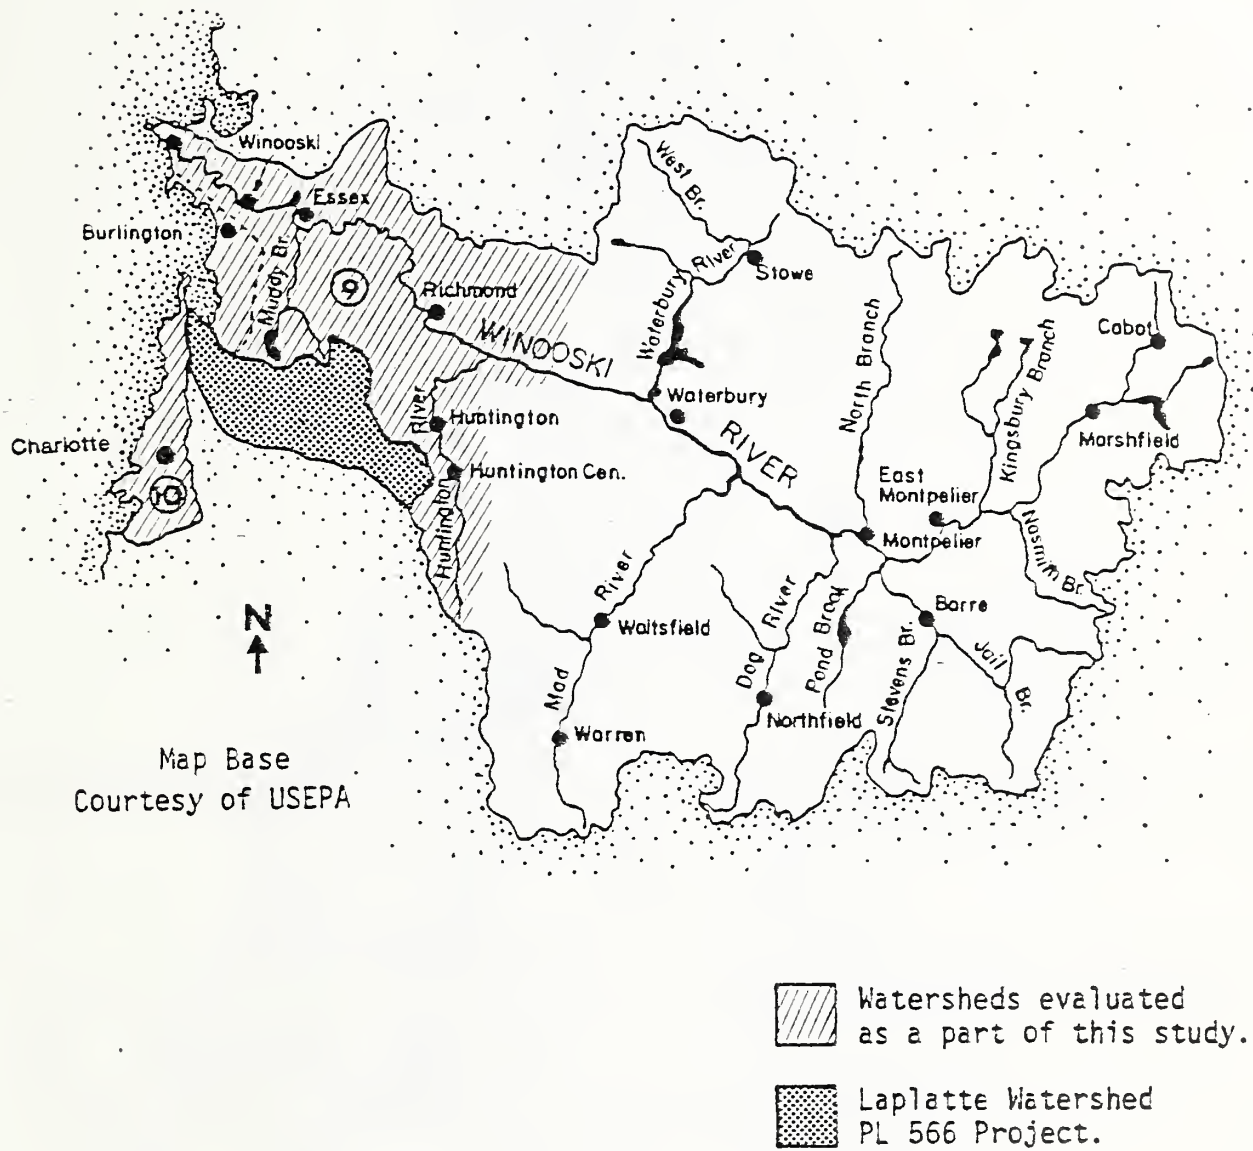 Winooski
Essex
Burlington
Muddy Br.
9
Richmond
West Br.
River
Stowe
Waterbury
WINOOSKI
RIVER
Waterbury
North Branch
Kingsbury Branch
Cabot
Marshfield
East
Montpelier
Montpelier
Nasmith Br.
River
Huntington
Huntington Cen.
Huntington
Charlotte
10
N
River
Waitsfield
Mad
Warren
River
Dog
Northfield
Pond Brook
Stevens Br.
Barre
Jail
Br.
Map Base
Courtesy of USEPA
Watersheds evaluated
as a part of this study.
Laplatte Watershed
PL 566 Project.